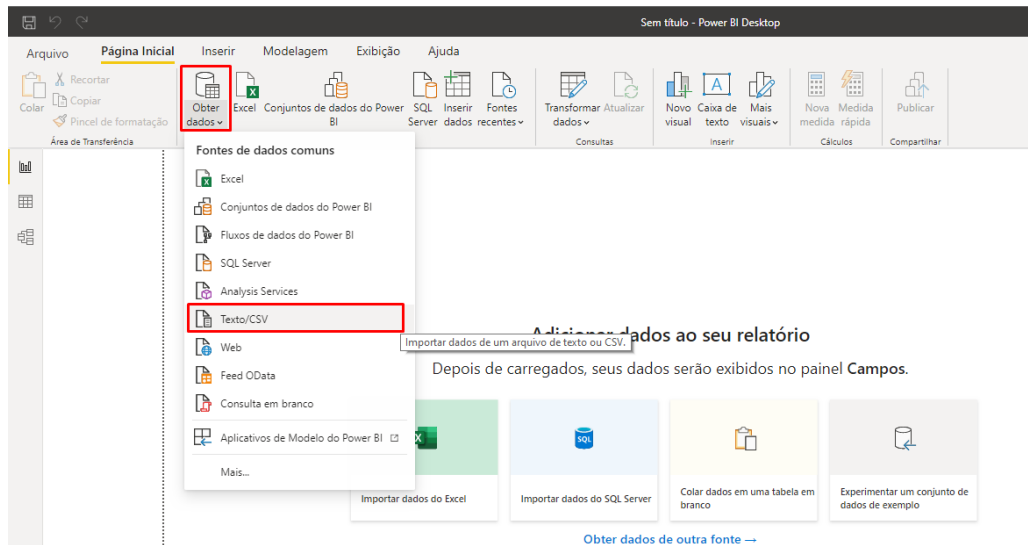 Sem título - Power BI Desktop
Arquivo Página Inicial Inserir Modelagem Exibição Ajuda
Colar
Recortar
Copiar
Pincel de formatação
Área de Transferência
Obter dados
Excel
Conjuntos de dados do Power BI
SQL Server
Inserir dados
Fontes recentes
Transformar dados
Atualizar
Consultas
Novo visual
A
Caixa de texto
Mais visuais
Inserir
Nova medida
Medida rápida
Cálculos
Publicar
Compartilhar
Fontes de dados comuns
Excel
Conjuntos de dados do Power BI
Fluxos de dados do Power BI
SQL Server
Analysis Services
Texto/CSV
Importar dados de um arquivo de texto ou CSV.
Web
Feed OData
Consulta em branco
Aplicativos de Modelo do Power BI
Mais...
Adicionar dados ao seu relatório
Depois de carregados, seus dados serão exibidos no painel Campos.
Importar dados do Excel
SQL
Importar dados do SQL Server
Colar dados em uma tabela em
branco
Experimentar um conjunto de
dados de exemplo
Obter dados de outra fonte →